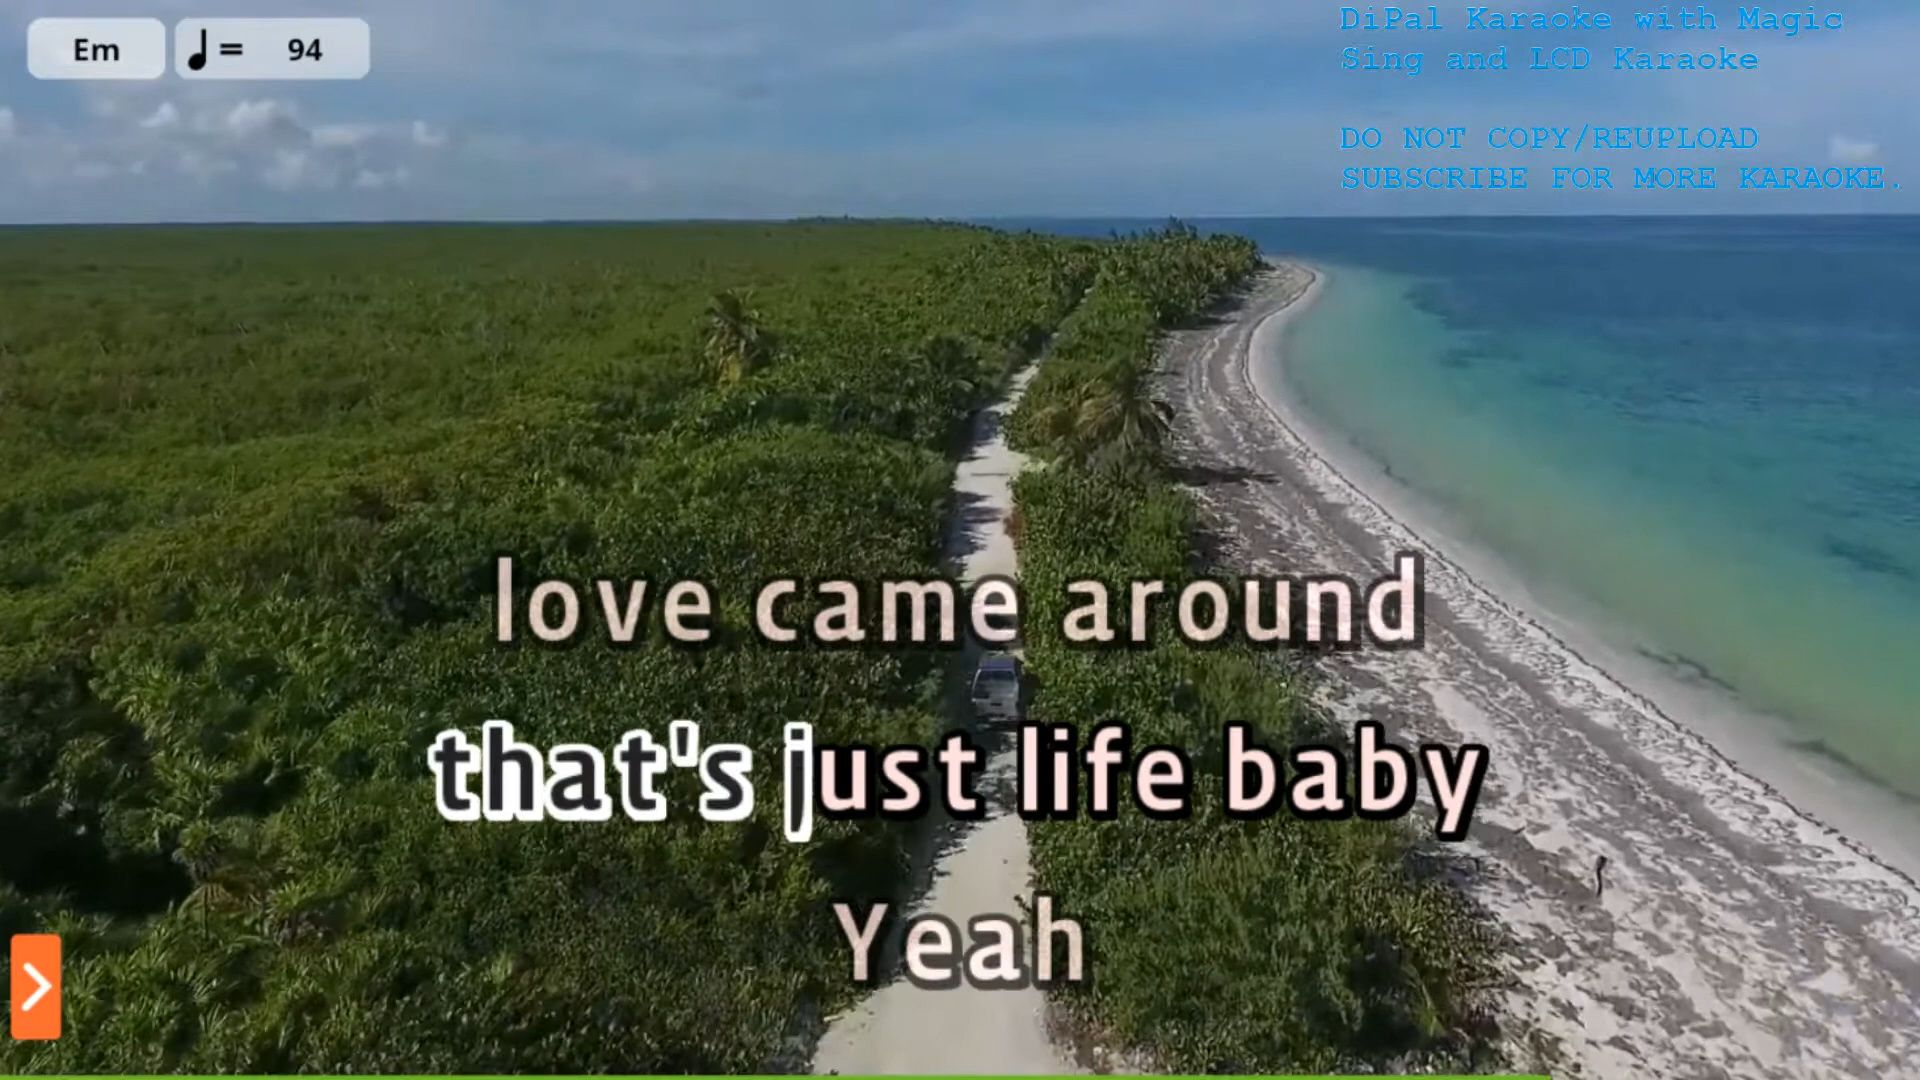 Em
♩ = 94
DiPal Karaoke with Magic
Sing and LCD Karaoke
DO NOT COPY/REUPLOAD
SUBSCRIBE FOR MORE KARAOKE.
love came around
that's just life baby
Yeah